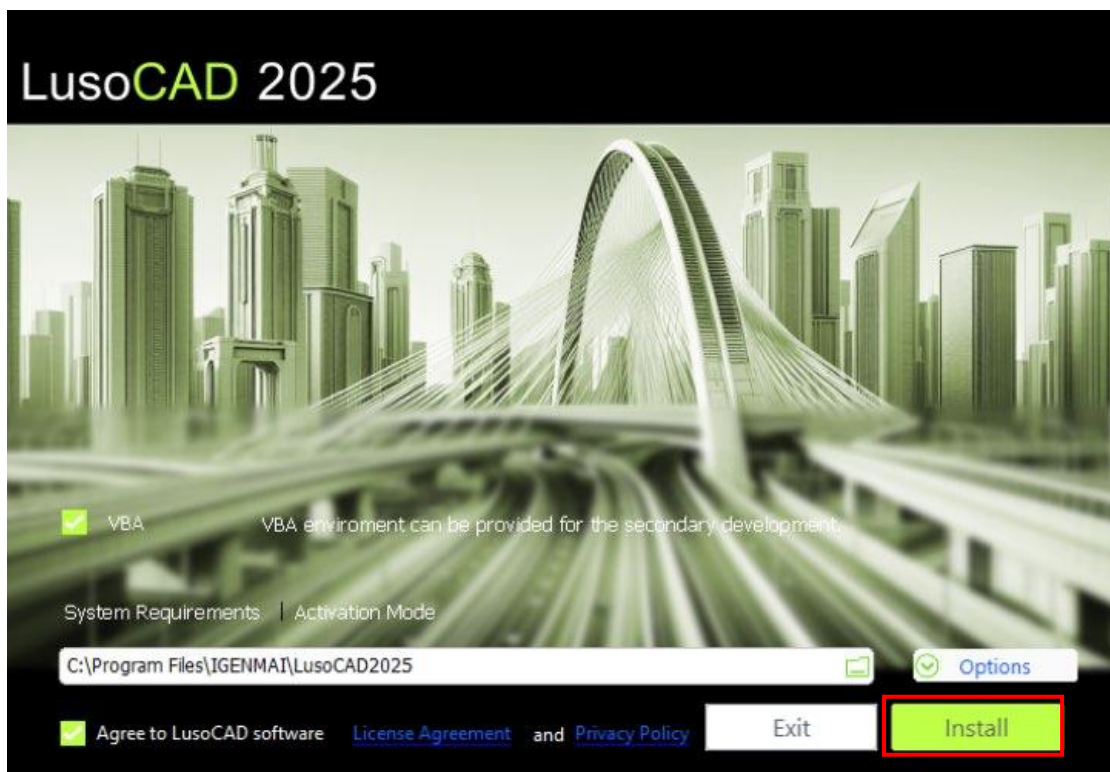 LusoCAD 2025
VBA VBA enviroment can be provided for the secondary development.
System Requirements | Activation Mode
C:\Program Files\IGENMAI\LusoCAD2025 Options
Agree to LusoCAD software License Agreement and Privacy Policy Exit Install